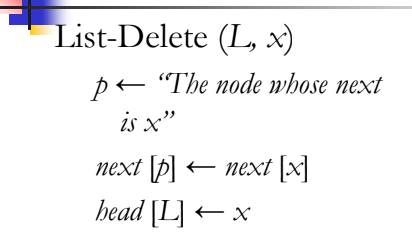 List-Delete (L, x)
p ← “The node whose next
is x”
next [p] ← next [x]
head [L] ← x